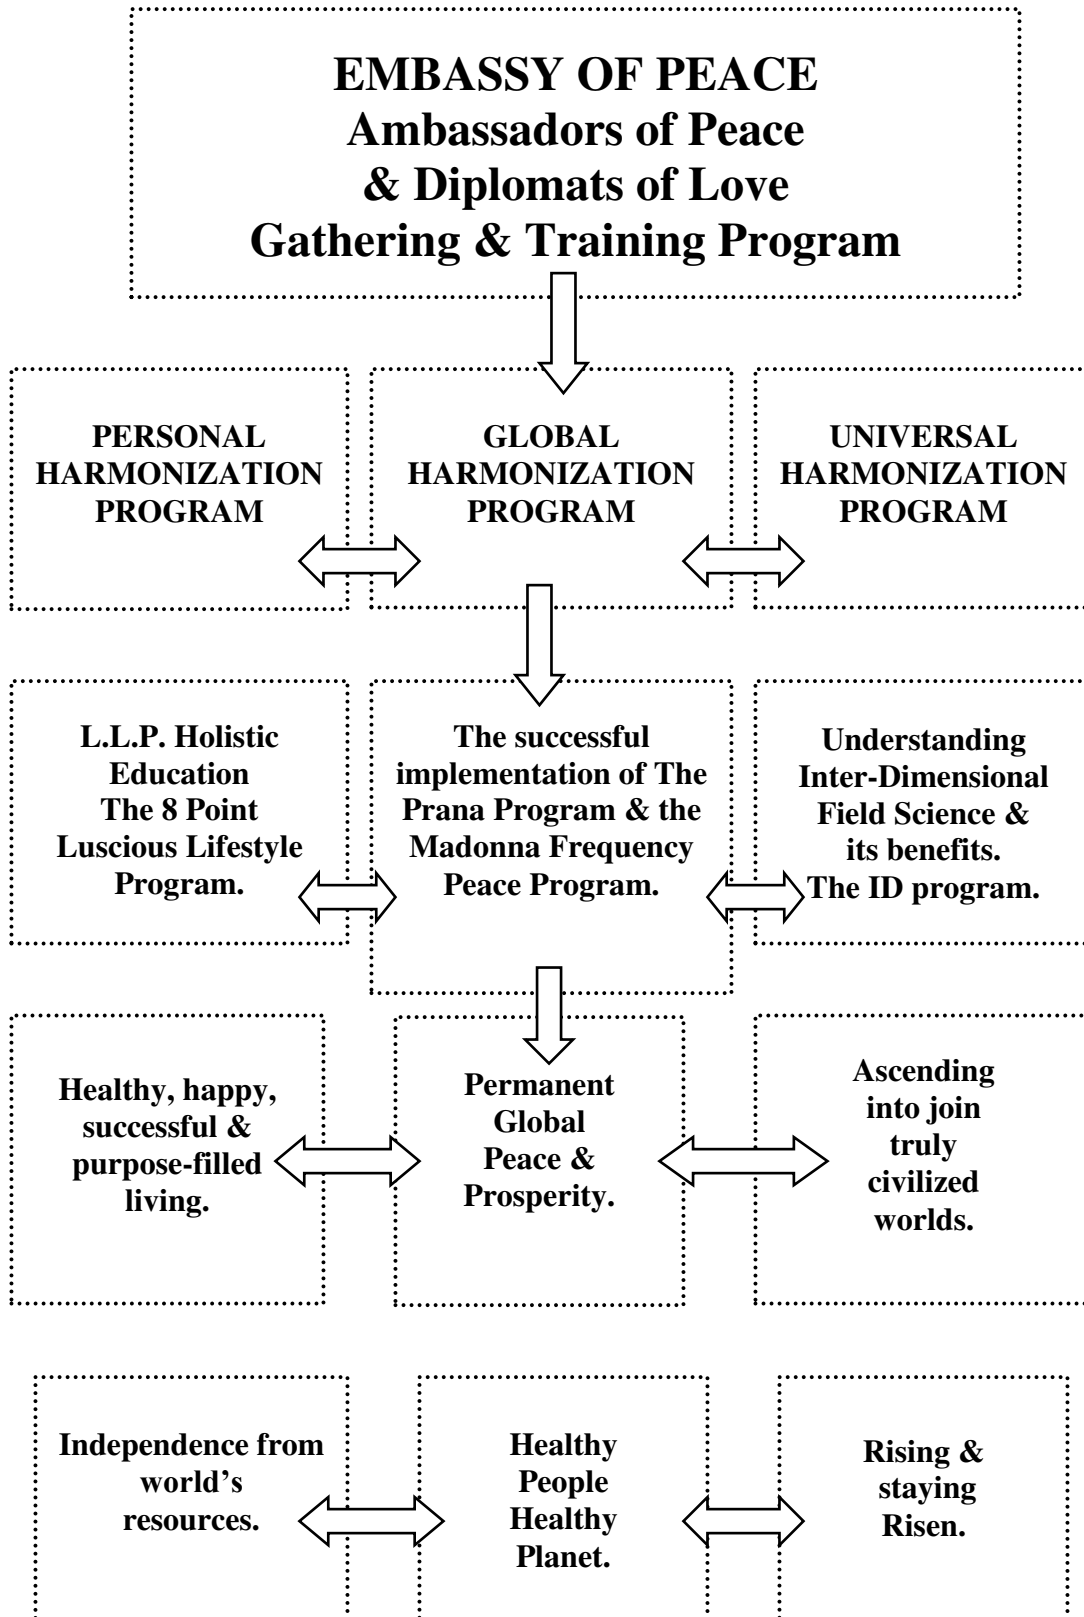 EMBASSY OF PEACE
Ambassadors of Peace
& Diplomats of Love
Gathering & Training Program
PERSONAL
HARMONIZATION
PROGRAM
GLOBAL
HARMONIZATION
PROGRAM
UNIVERSAL
HARMONIZATION
PROGRAM
L.L.P. Holistic
Education
The 8 Point
Luscious Lifestyle
Program.
The successful
implementation of The
Prana Program & the
Madonna Frequency
Peace Program.
Understanding
Inter-Dimensional
Field Science &
its benefits.
The ID program.
Healthy, happy,
successful &
purpose-filled
living.
Permanent
Global
Peace &
Prosperity.
Ascending
into join
truly
civilized
worlds.
Independence from
world’s
resources.
Healthy
People
Healthy
Planet.
Rising &
staying
Risen.